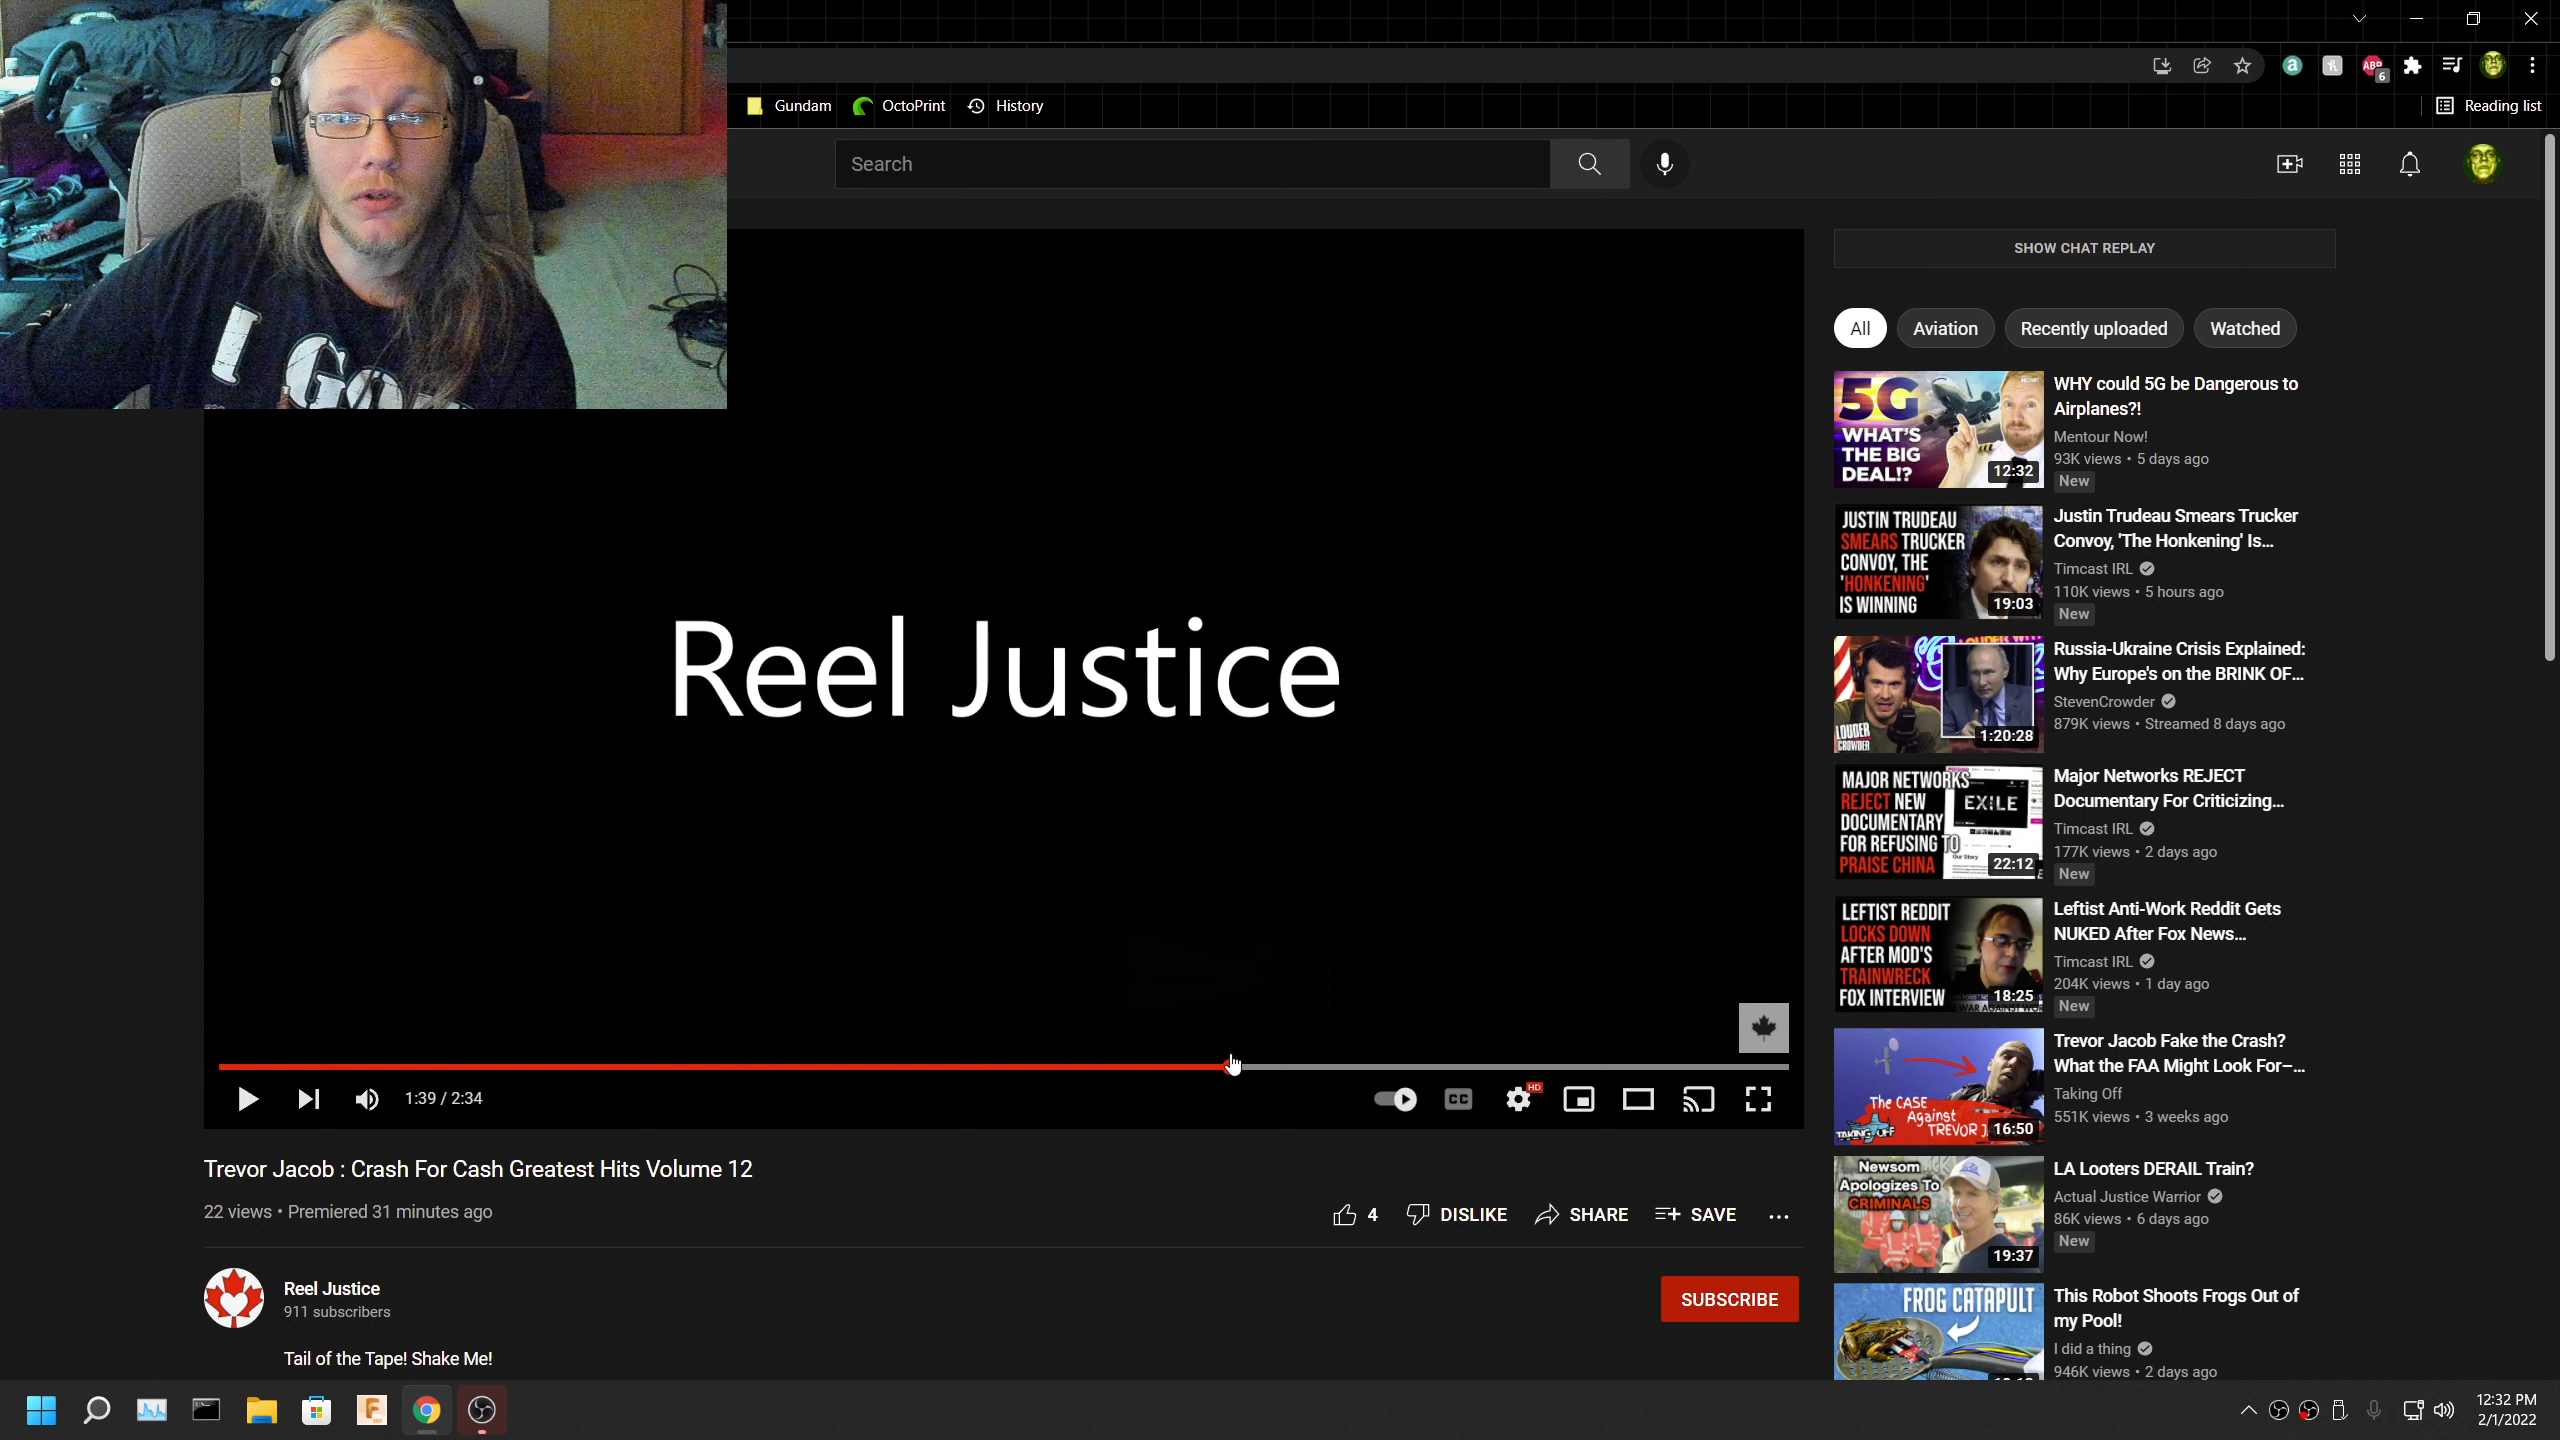 Gundam
OctoPrint
History
Reading list
ABP
6
Search
I GO
SHOW CHAT REPLAY
All
Aviation
Recently uploaded
Watched
5G
WHAT'S
THE BIG
DEAL!?
12:32
WHY could 5G be Dangerous to
Airplanes?!
Mentour Now!
93K views • 5 days ago
New
JUSTIN TRUDEAU
SMEARS TRUCKER
CONVOY, THE
'HONKENING'
IS WINNING
19:03
Justin Trudeau Smears Trucker
Convoy, 'The Honkening' Is...
Timcast IRL
110K views • 5 hours ago
New
LOUDER
CROWDER
1:20:28
Russia-Ukraine Crisis Explained:
Why Europe's on the BRINK OF...
StevenCrowder
879K views • Streamed 8 days ago
MAJOR NETWORKS
REJECT NEW
DOCUMENTARY
FOR REFUSING TO
PRAISE CHINA
EXILE
Our Story
22:12
Major Networks REJECT
Documentary For Criticizing...
Timcast IRL
177K views • 2 days ago
New
LEFTIST REDDIT
LOCKS DOWN
AFTER MOD'S
TRAINWRECK
FOX INTERVIEW
18:25
Leftist Anti-Work Reddit Gets
NUKED After Fox News...
Timcast IRL
204K views • 1 day ago
New
The CASE
Against
TREVOR J
TAKING OFF
16:50
Trevor Jacob Fake the Crash?
What the FAA Might Look For–...
Taking Off
551K views • 3 weeks ago
Newsom
Apologizes To
CRIMINALS
19:37
LA Looters DERAIL Train?
Actual Justice Warrior
86K views • 6 days ago
New
FROG CATAPULT
This Robot Shoots Frogs Out of
my Pool!
I did a thing
946K views • 2 days ago
Reel Justice
1:39 / 2:34
CC
HD
Trevor Jacob : Crash For Cash Greatest Hits Volume 12
22 views • Premiered 31 minutes ago
4
DISLIKE
SHARE
SAVE
Reel Justice
911 subscribers
SUBSCRIBE
Tail of the Tape! Shake Me!
12:32 PM
2/1/2022